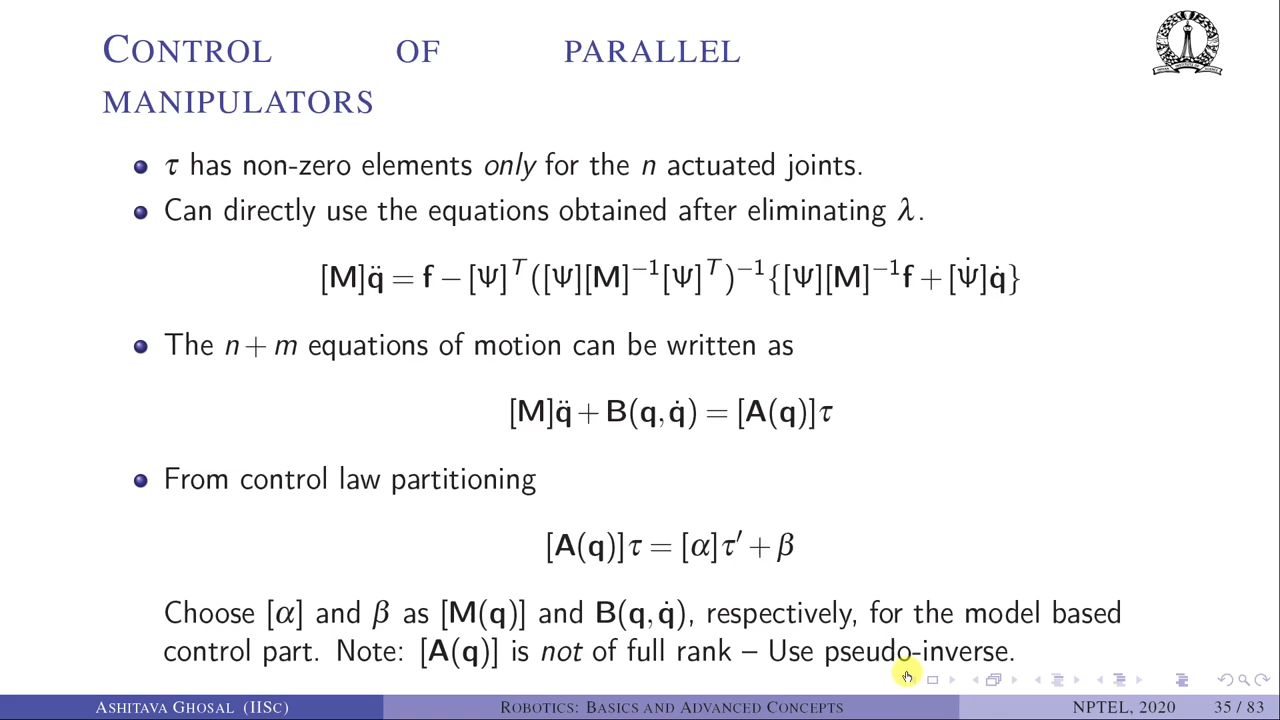 CONTROL OF PARALLEL
MANIPULATORS
τ has non-zero elements only for the n actuated joints.
Can directly use the equations obtained after eliminating λ.
[M]q̈ = f − [Ψ]ᵀ([Ψ][M]⁻¹[Ψ]ᵀ)⁻¹{[Ψ][M]⁻¹f + [Ψ̇]q̇}
The n + m equations of motion can be written as
[M]q̈ + B(q, q̇) = [A(q)]τ
From control law partitioning
[A(q)]τ = [α]τ′ + β
Choose [α] and β as [M(q)] and B(q, q̇), respectively, for the model based
control part. Note: [A(q)] is not of full rank – Use pseudo-inverse.
ASHITAVA GHOSAL (IISC) ROBOTICS: BASICS AND ADVANCED CONCEPTS NPTEL, 2020 35 / 83